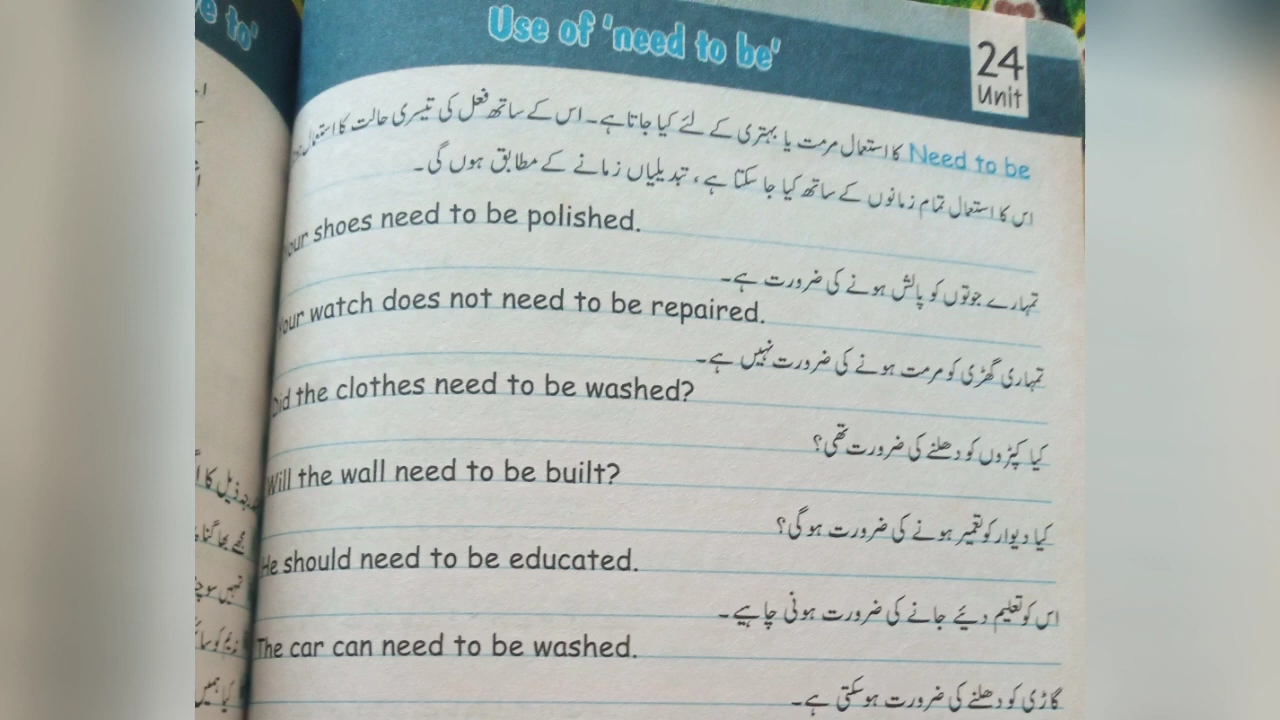 Use of 'need to be'
24
Unit
Need to be کا استعمال مرمت یا بہتری کے لئے کیا جاتا ہے۔ اس کے ساتھ فعل کی تیسری حالت کا استعمال
اس کا استعمال تمام زمانوں کے ساتھ کیا جا سکتا ہے، تبدیلیاں زمانے کے مطابق ہوں گی۔
our shoes need to be polished.
تمہارے جوتوں کو پالش ہونے کی ضرورت ہے۔
our watch does not need to be repaired.
تمہاری گھڑی کو مرمت ہونے کی ضرورت نہیں ہے۔
Did the clothes need to be washed?
کیا کپڑوں کو دھلنے کی ضرورت تھی؟
Will the wall need to be built?
کیا دیوار کو تعمیر ہونے کی ضرورت ہو گی؟
He should need to be educated.
اس کو تعلیم دیئے جانے کی ضرورت ہونی چاہیے۔
The car can need to be washed.
گاڑی کو دھلنے کی ضرورت ہو سکتی ہے۔